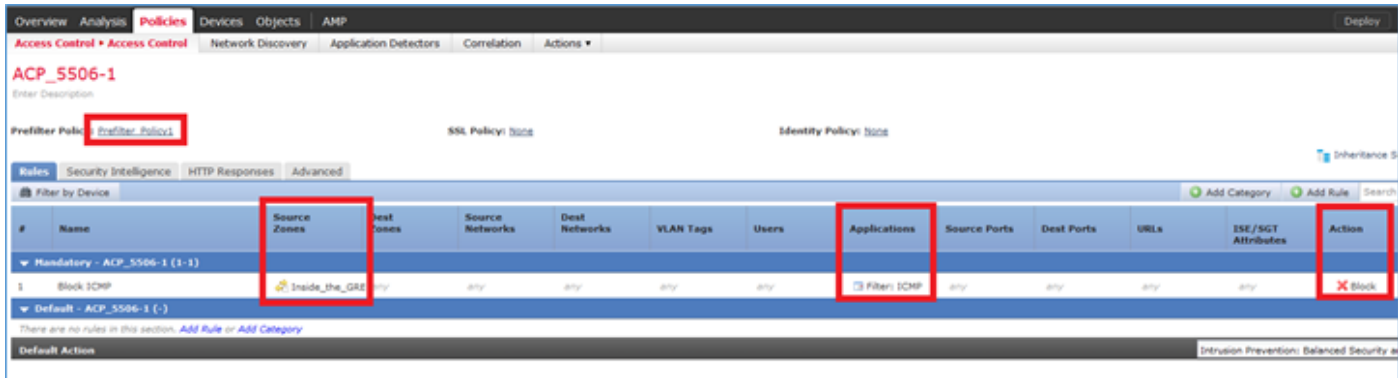 Overview Analysis Policies Devices Objects AMP Deploy
Access Control ▸ Access Control Network Discovery Application Detectors Correlation Actions ▾
ACP_5506-1
Enter Description
Prefilter Polic Prefilter_Policy1 SSL Policy: None Identity Policy: None
Inheritance S
Rules Security Intelligence HTTP Responses Advanced
Filter by Device Add Category Add Rule Search
# Name Source Zones Dest Zones Source Networks Dest Networks VLAN Tags Users Applications Source Ports Dest Ports URLs ISE/SGT Attributes Action
Mandatory - ACP_5506-1 (1-1)
1 Block ICMP Inside_the_GRE any any any any any Filter: ICMP any any any any Block
Default - ACP_5506-1 (-)
There are no rules in this section. Add Rule or Add Category
Default Action Intrusion Prevention: Balanced Security a